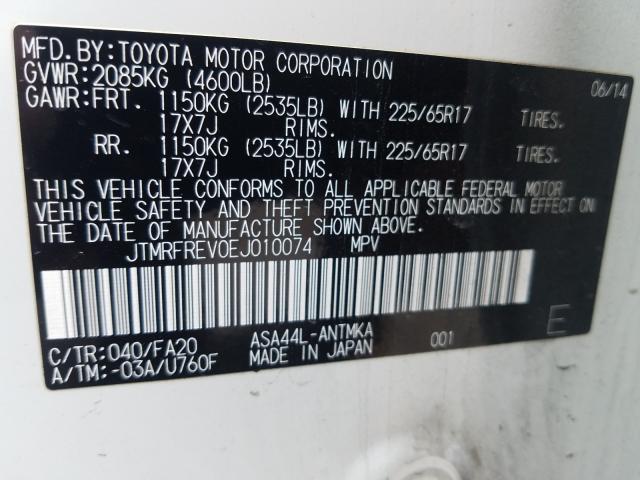 MFD.BY:TOYOTA MOTOR CORPORATION 06/14
GVWR:2085KG (4600LB)
GAWR:FRT. 1150KG (2535LB) WITH 225/65R17 TIRES.
17X7J RIMS.
RR. 1150KG (2535LB) WITH 225/65R17 TIRES.
17X7J RIMS.
THIS VEHICLE CONFORMS TO ALL APPLICABLE FEDERAL MOTOR
VEHICLE SAFETY AND THEFT PREVENTION STANDARDS IN EFFECT ON
THE DATE OF MANUFACTURE SHOWN ABOVE.
JTMRFREV0EJ010074 MPV
C/TR:040/FA20 ASA44L-ANTMKA 001 E
A/TM:-03A/U760F MADE IN JAPAN